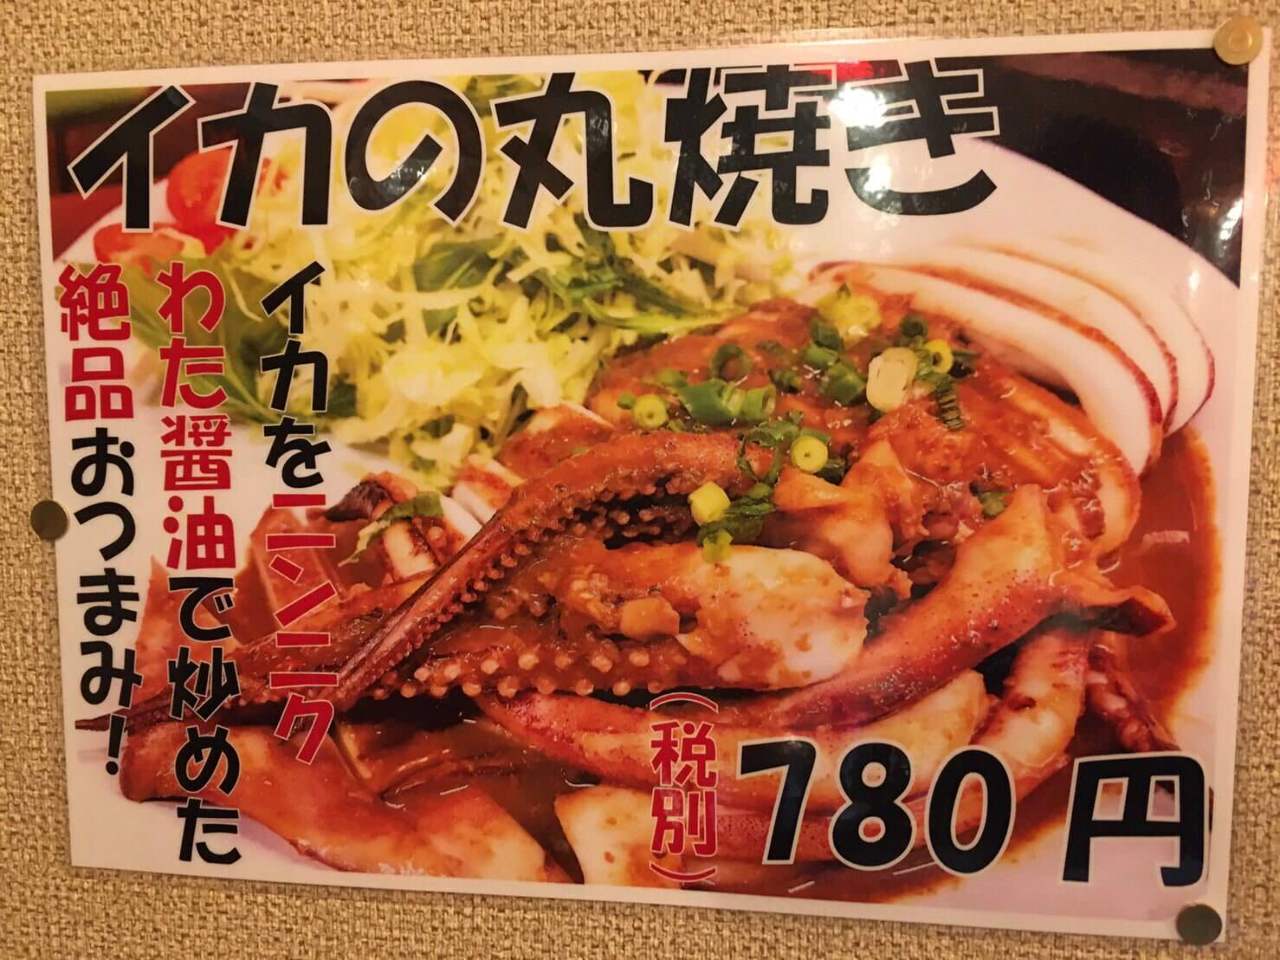 イカの丸焼き
イカをニンニク
わた醤油で炒めた
絶品おつまみ!
(税別)
780円